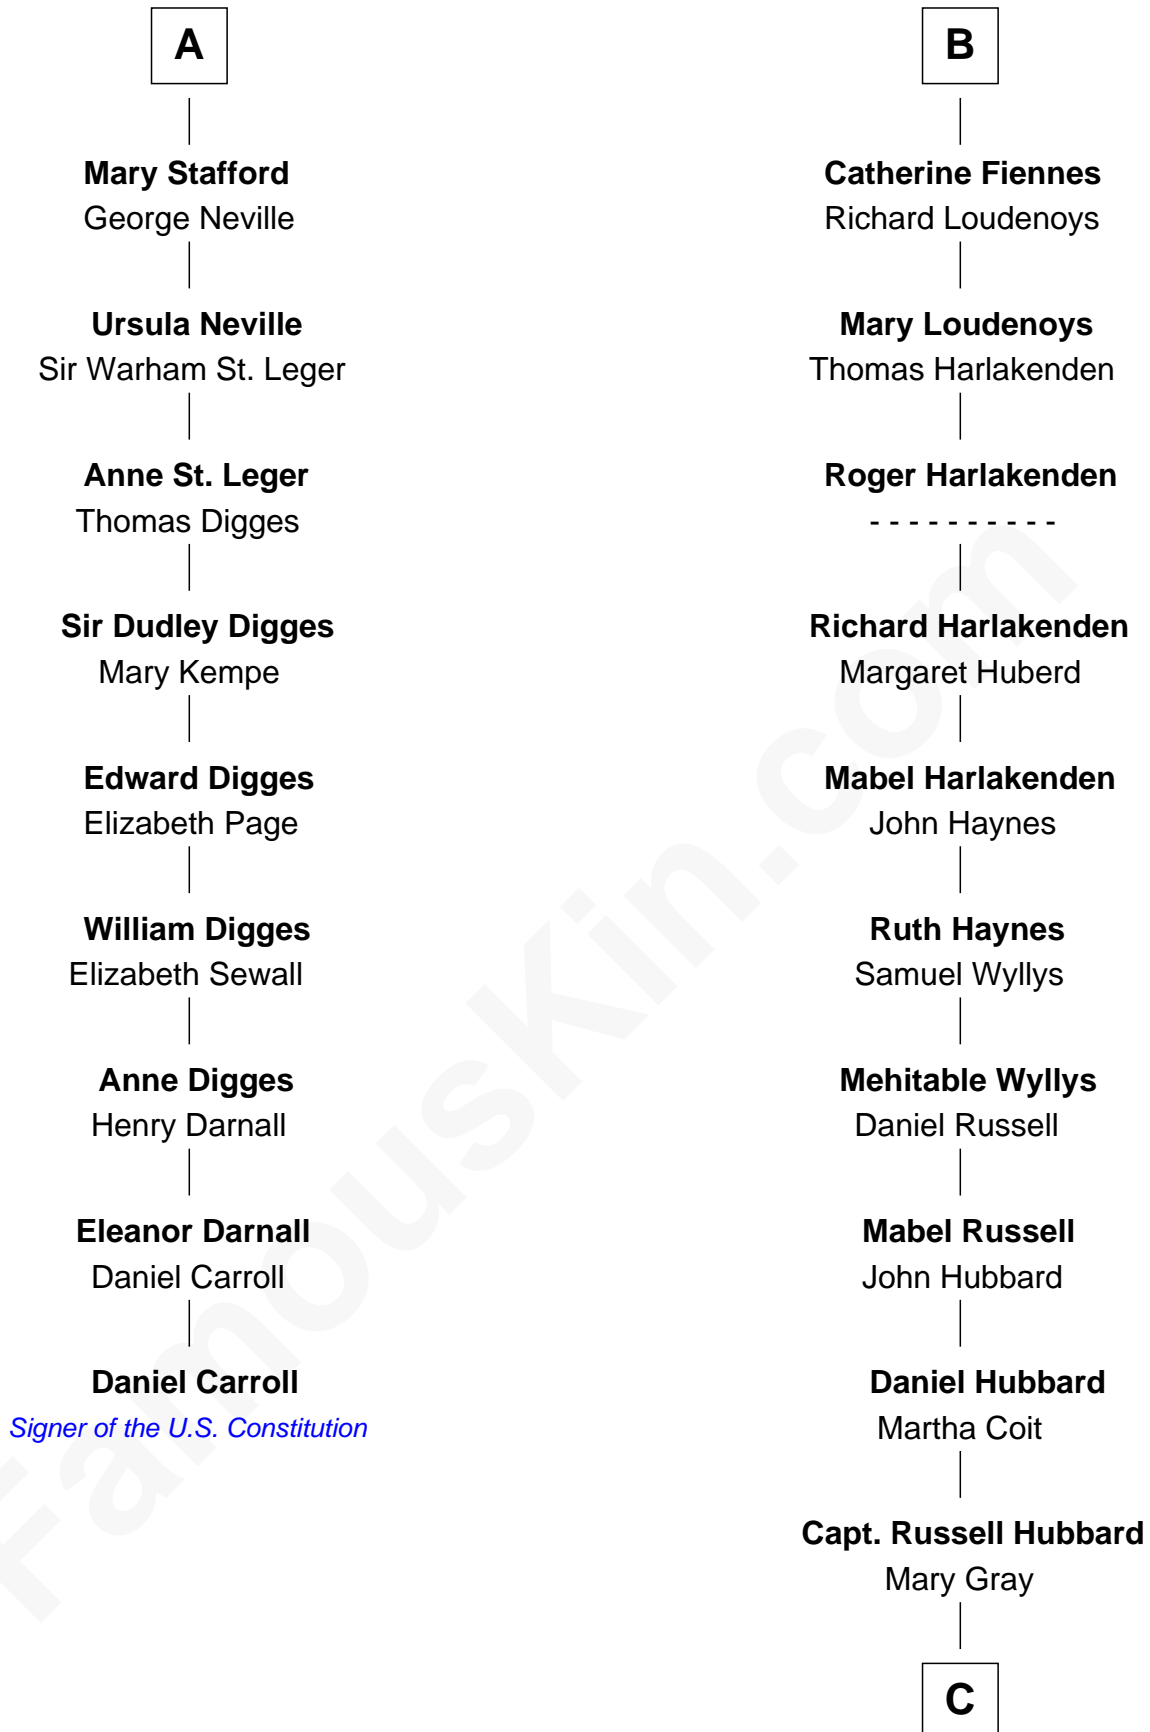 A
Mary Stafford
George Neville
Ursula Neville
Sir Warham St. Leger
Anne St. Leger
Thomas Digges
Sir Dudley Digges
Mary Kempe
Edward Digges
Elizabeth Page
William Digges
Elizabeth Sewall
Anne Digges
Henry Darnall
Eleanor Darnall
Daniel Carroll
Daniel Carroll
Signer of the U.S. Constitution
B
Catherine Fiennes
Richard Loudenoys
Mary Loudenoys
Thomas Harlakenden
Roger Harlakenden
- - - - - - - - - -
Richard Harlakenden
Margaret Huberd
Mabel Harlakenden
John Haynes
Ruth Haynes
Samuel Wyllys
Mehitable Wyllys
Daniel Russell
Mabel Russell
John Hubbard
Daniel Hubbard
Martha Coit
Capt. Russell Hubbard
Mary Gray
C
FamousKin.com